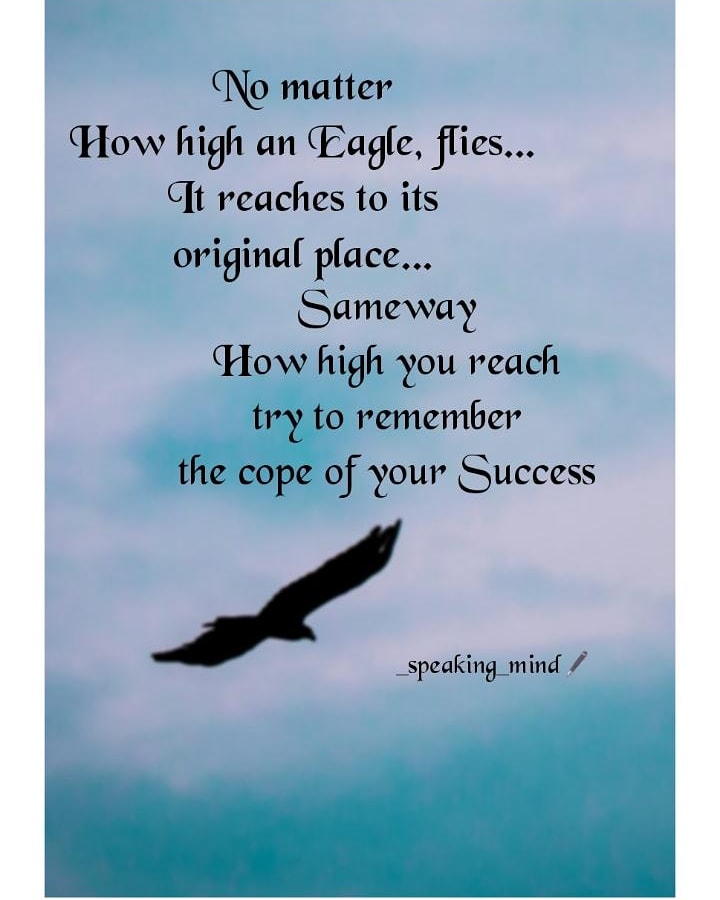 No matter
How high an Eagle, flies...
It reaches to its
original place...
Sameway
How high you reach
try to remember
the cope of your Success
_speaking_mind